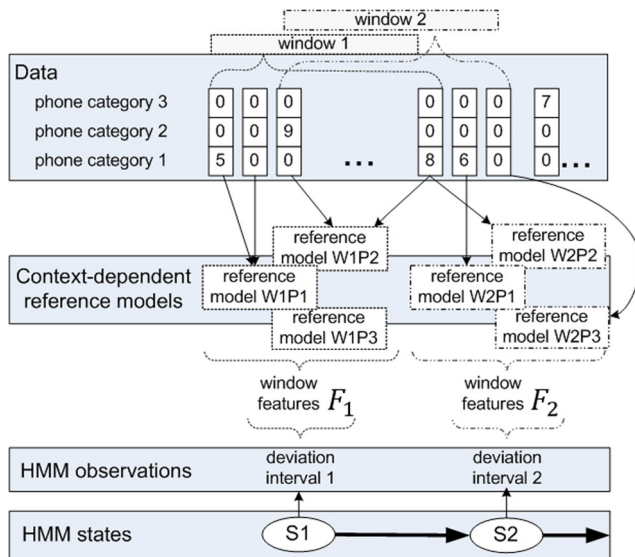 window 2
window 1
Data
phone category 3 0 0 0 0 0 0 7
phone category 2 0 0 9 0 0 0 0
phone category 1 5 0 0 ... 8 6 0 0 ...
reference
model W1P2
reference
model W2P2
Context-dependent
reference models
reference
model W1P1
reference
model W2P1
reference
model W1P3
reference
model W2P3
window
features F₁
window
features F₂
HMM observations
deviation
interval 1
deviation
interval 2
HMM states
S1
S2